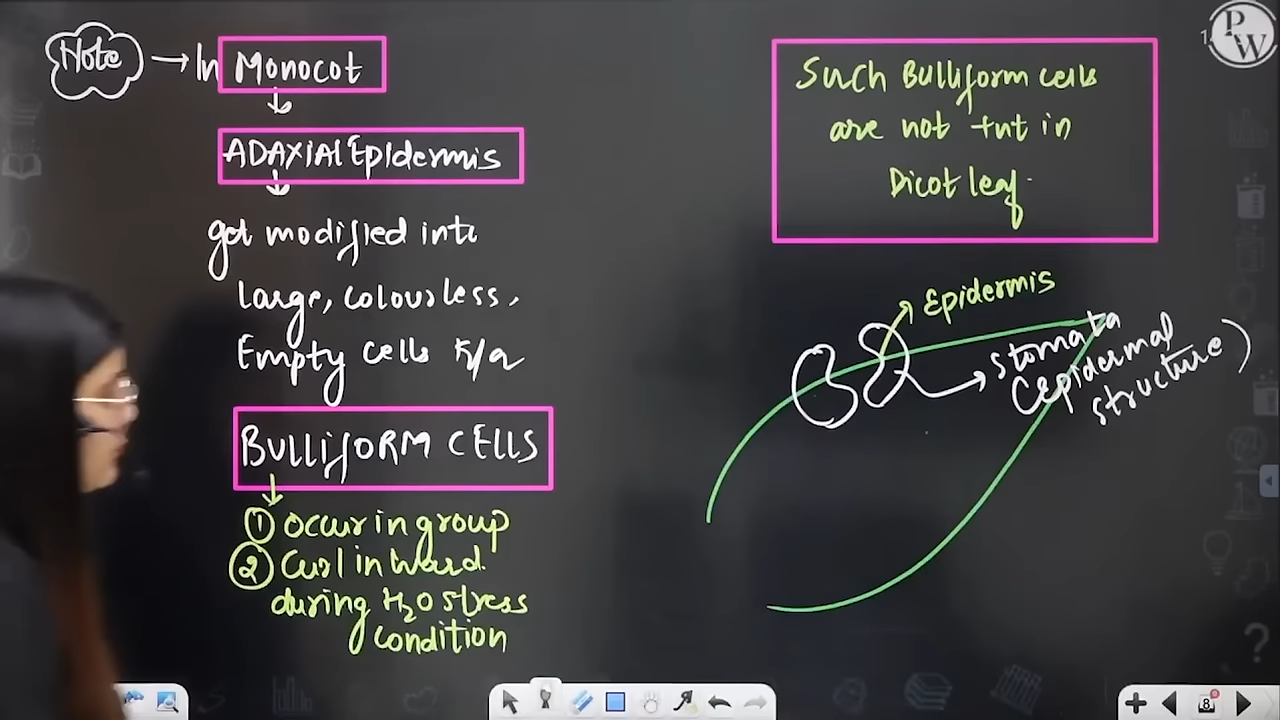 Note → In Monocot
↓
ADAXIAL Epidermis
↓
got modified into
large, colourless,
Empty cells k/a
BULLIFORM CELLS
↓
① Occur in group
② Curl inward
during H₂O stress
condition
Such Bulliform cells
are not +nt in
Dicot leaf.
Epidermis
stomata
(epidermal
structure)
PW
8